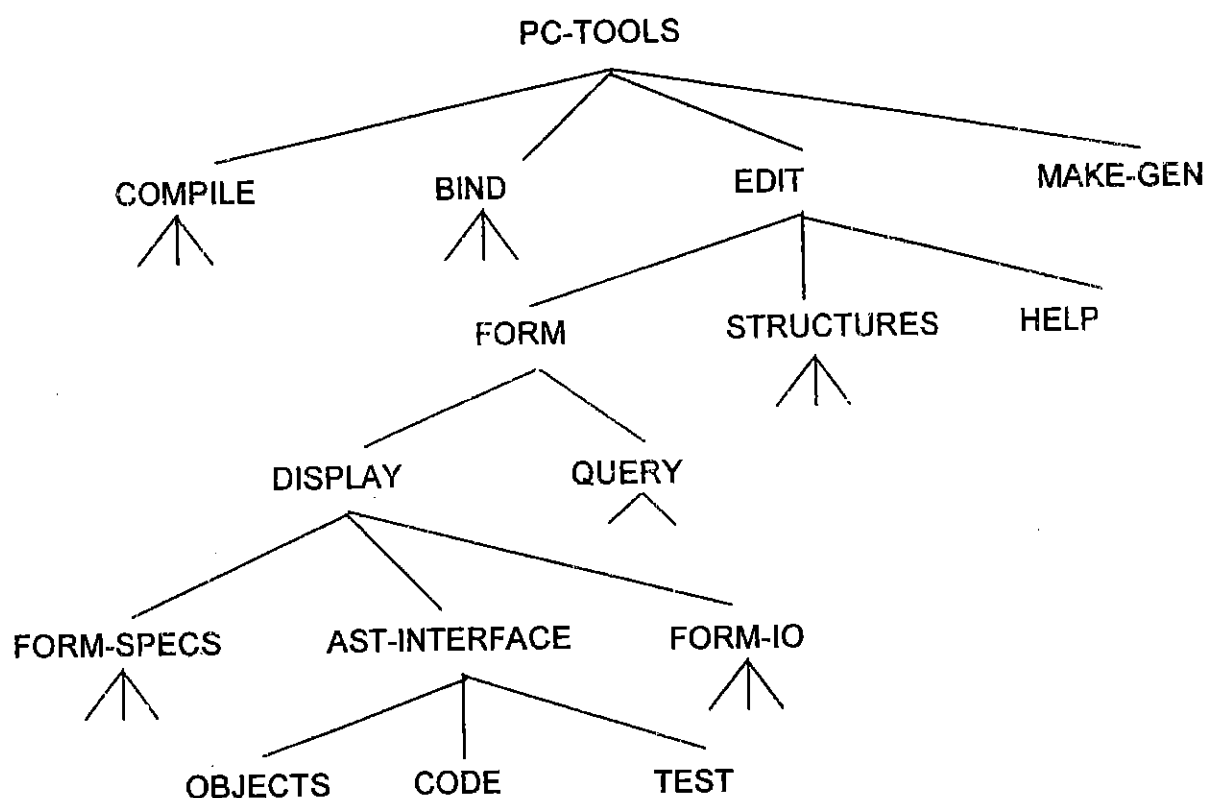 PC-TOOLS
COMPILE BIND EDIT MAKE-GEN
FORM STRUCTURES HELP
DISPLAY QUERY
FORM-SPECS AST-INTERFACE FORM-IO
OBJECTS CODE TEST